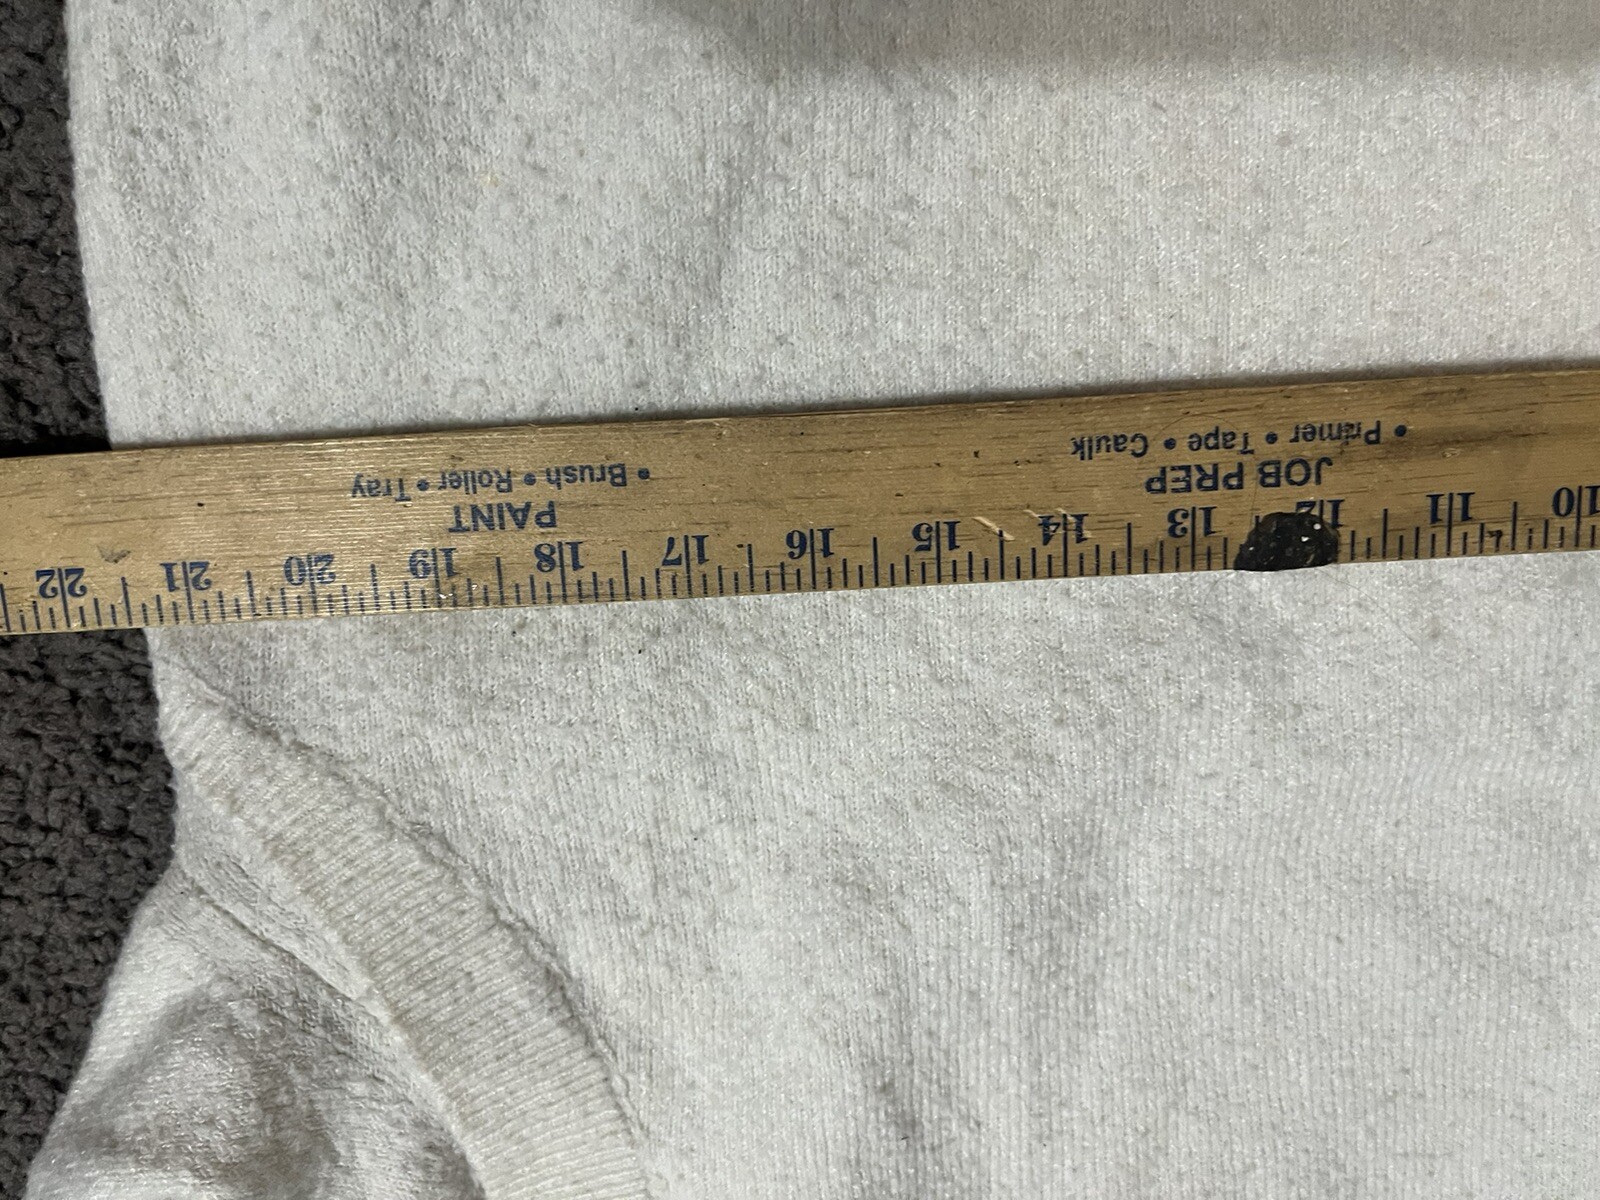 10 11 12 13 14 15 16 17 18 19 20 21 22
JOB PREP
• Primer • Tape • Caulk
PAINT
• Brush • Roller • Tray